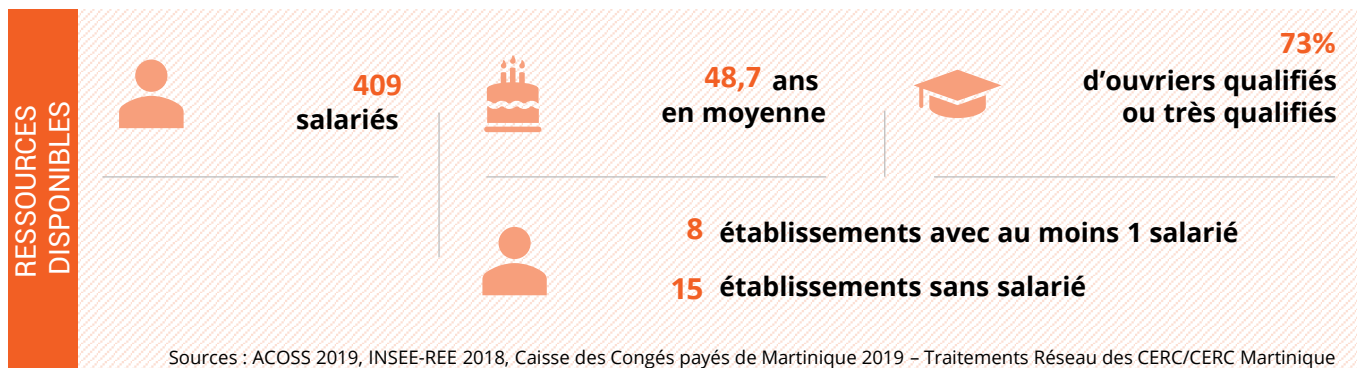 RESSOURCES
DISPONIBLES
409
salariés
48,7 ans
en moyenne
73%
d’ouvriers qualifiés
ou très qualifiés
8 établissements avec au moins 1 salarié
15 établissements sans salarié
Sources : ACOSS 2019, INSEE-REE 2018, Caisse des Congés payés de Martinique 2019 – Traitements Réseau des CERC/CERC Martinique